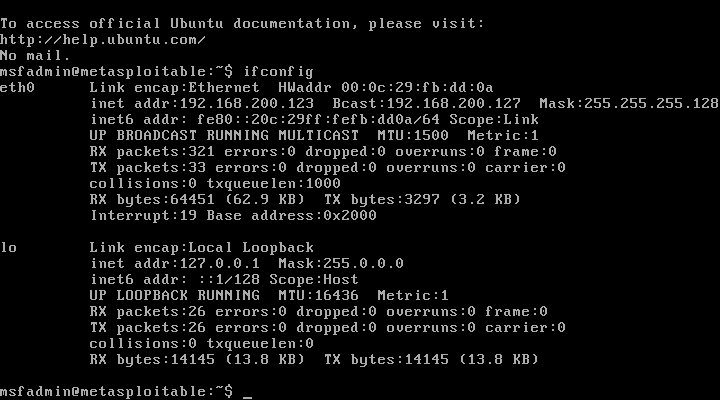 To access official Ubuntu documentation, please visit:
http://help.ubuntu.com/
No mail.
msfadmin@metasploitable:~$ ifconfig
eth0      Link encap:Ethernet  HWaddr 00:0c:29:fb:dd:0a
          inet addr:192.168.200.123  Bcast:192.168.200.127  Mask:255.255.255.128
          inet6 addr: fe80::20c:29ff:fefb:dd0a/64 Scope:Link
          UP BROADCAST RUNNING MULTICAST  MTU:1500  Metric:1
          RX packets:321 errors:0 dropped:0 overruns:0 frame:0
          TX packets:33 errors:0 dropped:0 overruns:0 carrier:0
          collisions:0 txqueuelen:1000
          RX bytes:64451 (62.9 KB)  TX bytes:3297 (3.2 KB)
          Interrupt:19 Base address:0x2000
lo        Link encap:Local Loopback
          inet addr:127.0.0.1  Mask:255.0.0.0
          inet6 addr: ::1/128 Scope:Host
          UP LOOPBACK RUNNING  MTU:16436  Metric:1
          RX packets:26 errors:0 dropped:0 overruns:0 frame:0
          TX packets:26 errors:0 dropped:0 overruns:0 carrier:0
          collisions:0 txqueuelen:0
          RX bytes:14145 (13.8 KB)  TX bytes:14145 (13.8 KB)
msfadmin@metasploitable:~$ _